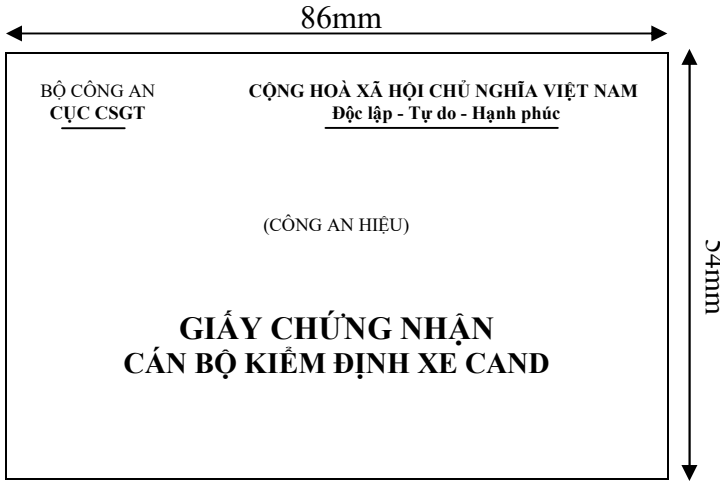 86mm
BỘ CÔNG AN
CỤC CSGT
CỘNG HOÀ XÃ HỘI CHỦ NGHĨA VIỆT NAM
Độc lập - Tự do - Hạnh phúc
(CÔNG AN HIỆU)
GIẤY CHỨNG NHẬN
CÁN BỘ KIỂM ĐỊNH XE CAND
54mm